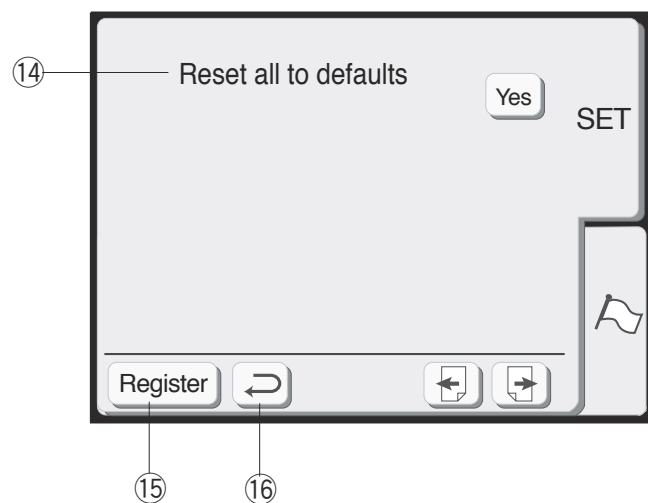 ⑭ Reset all to defaults
Yes
SET
Register
⑮ ⑯